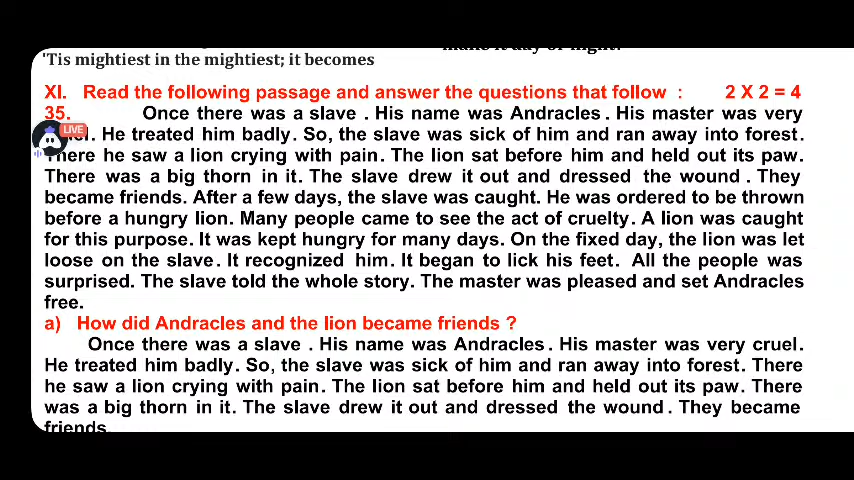 'Tis mightiest in the mightiest; it becomes
make it day or night.
XI. Read the following passage and answer the questions that follow : 2 X 2 = 4
35. Once there was a slave . His name was Andracles . His master was very
He treated him badly. So, the slave was sick of him and ran away into forest.
LIVE
There he saw a lion crying with pain. The lion sat before him and held out its paw.
There was a big thorn in it. The slave drew it out and dressed the wound . They
became friends. After a few days, the slave was caught. He was ordered to be thrown
before a hungry lion. Many people came to see the act of cruelty. A lion was caught
for this purpose. It was kept hungry for many days. On the fixed day, the lion was let
loose on the slave. It recognized him. It began to lick his feet. All the people was
surprised. The slave told the whole story. The master was pleased and set Andracles
free.
a) How did Andracles and the lion became friends ?
Once there was a slave . His name was Andracles. His master was very cruel.
He treated him badly. So, the slave was sick of him and ran away into forest. There
he saw a lion crying with pain. The lion sat before him and held out its paw. There
was a big thorn in it. The slave drew it out and dressed the wound . They became
friends.